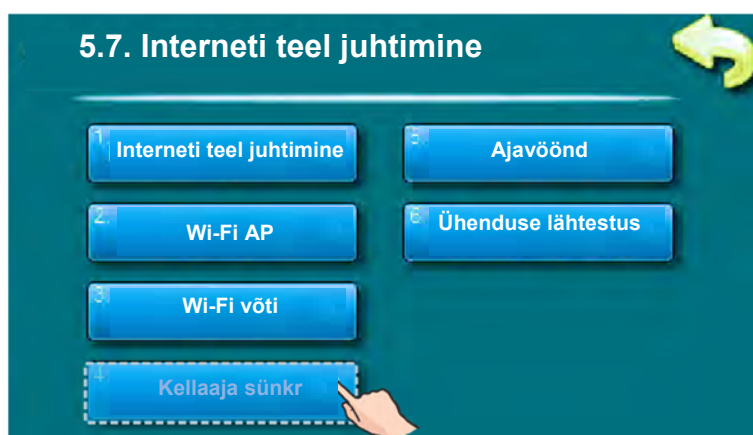 5.7. Interneti teel juhtimine
1. Interneti teel juhtimine
2. Wi-Fi AP
3. Wi-Fi võti
4. Kellaaja sünkr
5. Ajavöönd
6. Ühenduse lähtestus